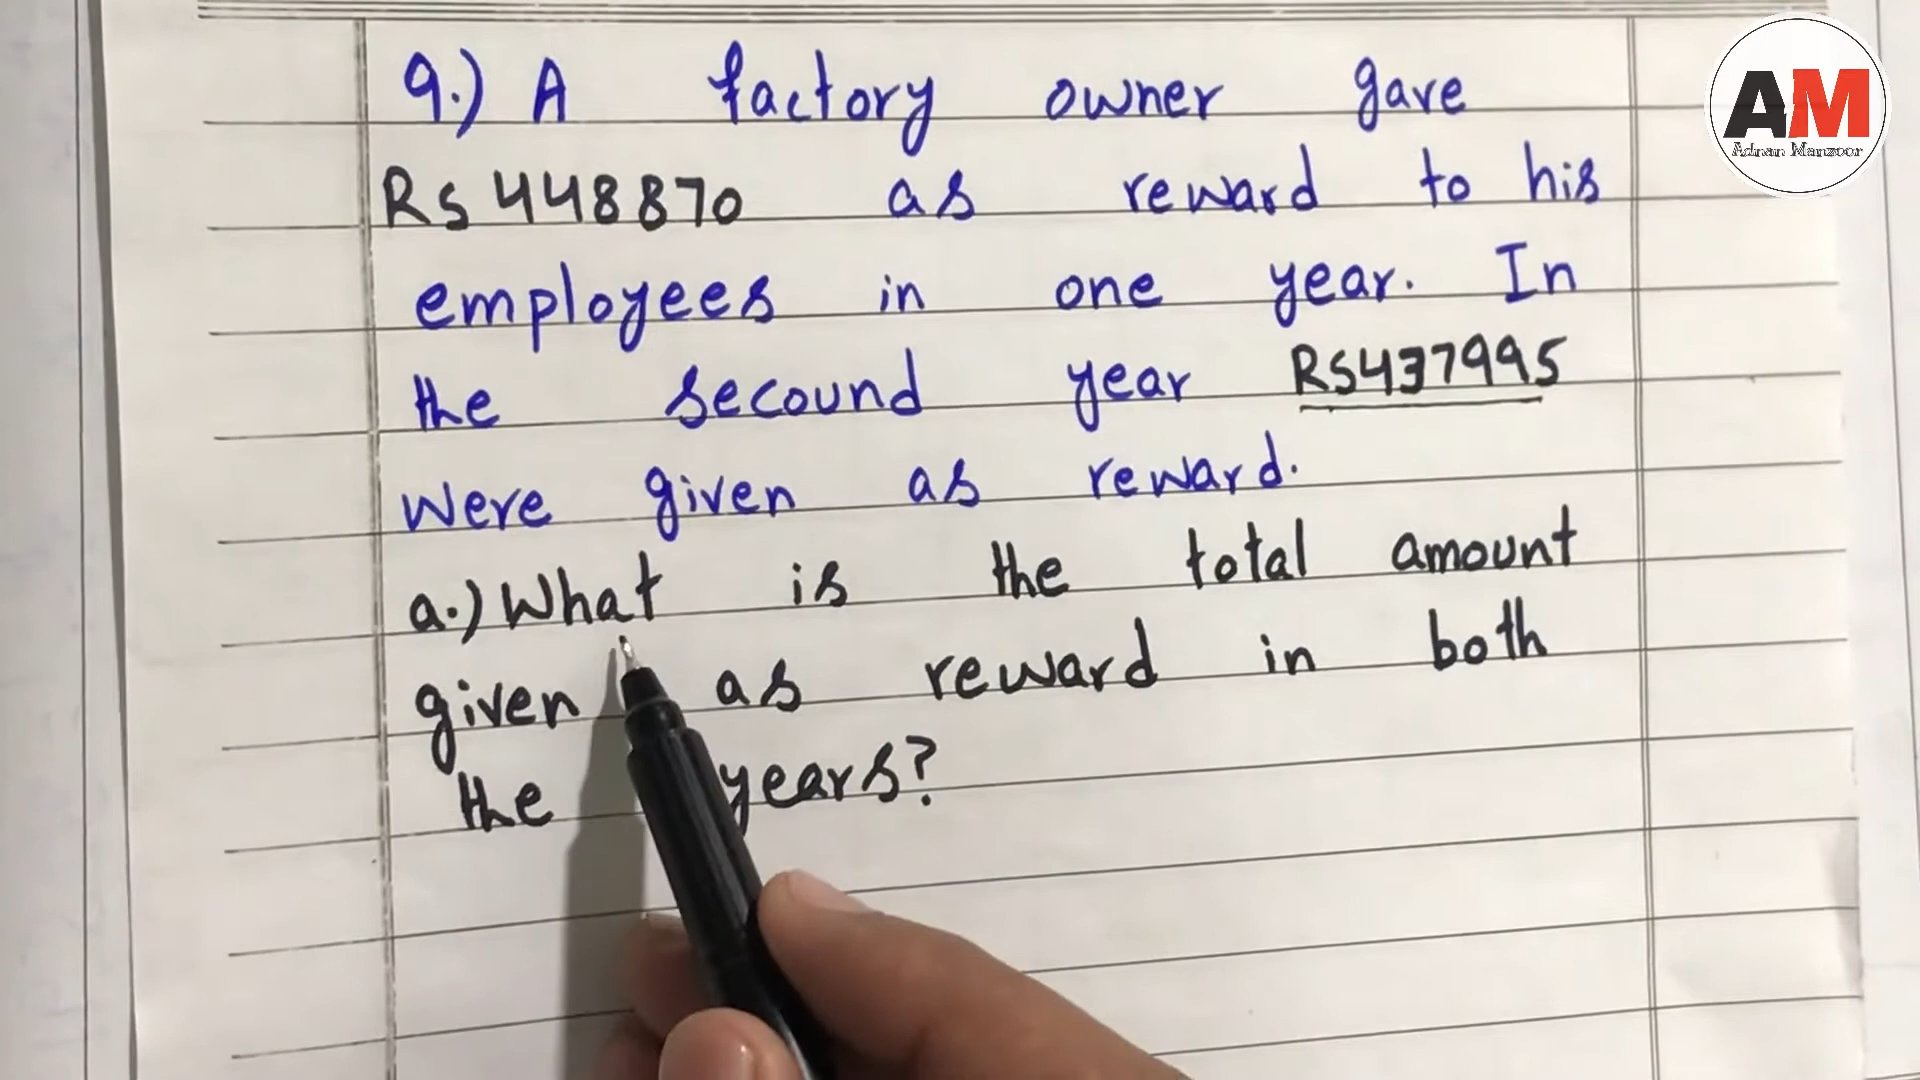 9.) A factory owner gave
Rs 448870 as reward to his
employees in one year. In
the secound year RS437995
were given as reward.
a.) What is the total amount
given as reward in both
the years?
AM
Adnan Manzoor